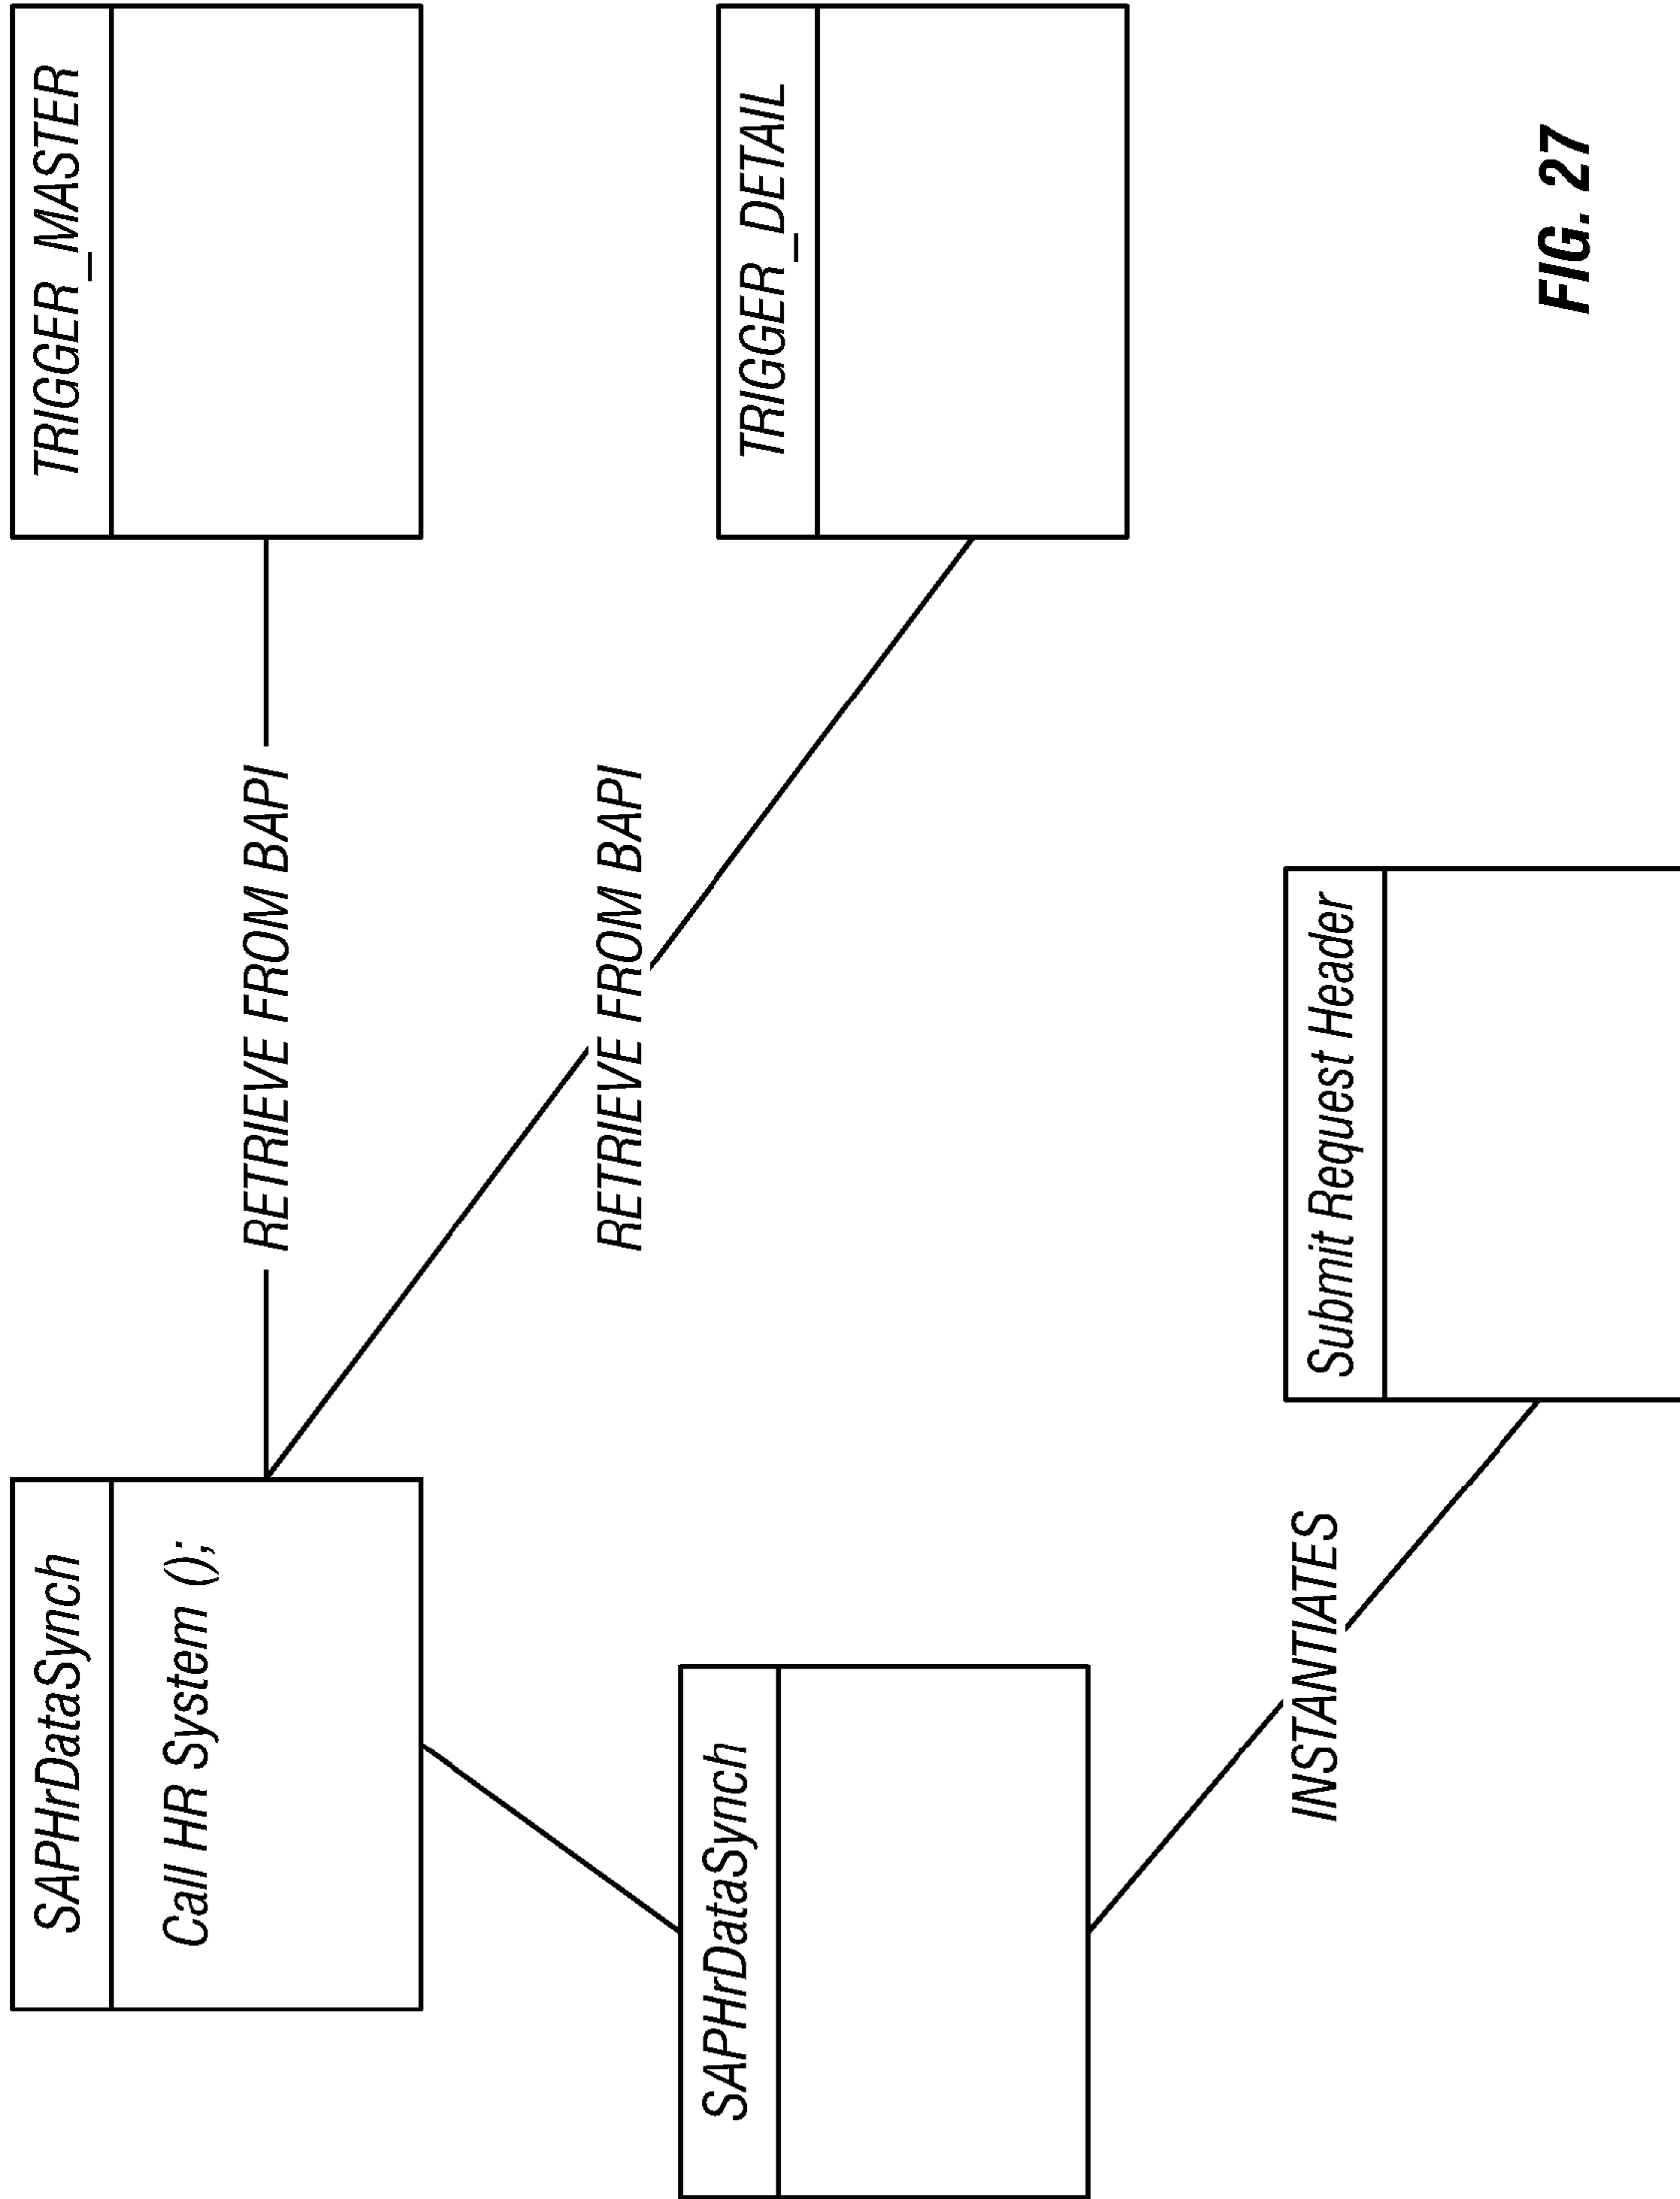 SAPHrDataSynch
Call HR System ();
RETRIEVE FROM BAPI
TRIGGER_MASTER
SAPHrDataSynch
RETRIEVE FROM BAPI
TRIGGER_DETAIL
INSTANTIATES
Submit Request Header
FIG. 27